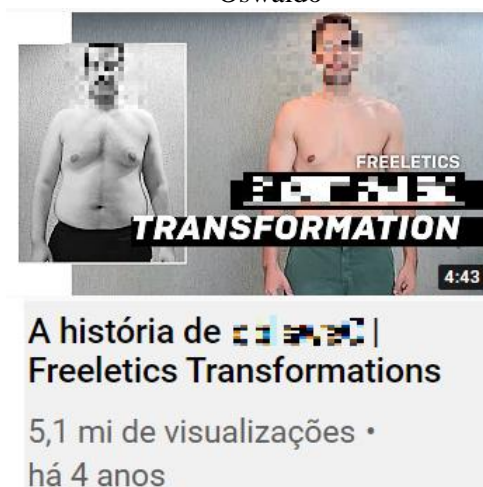 Oswaldo
FREELETICS
TRANSFORMATION
4:43
A história de |
Freeletics Transformations
5,1 mi de visualizações •
há 4 anos